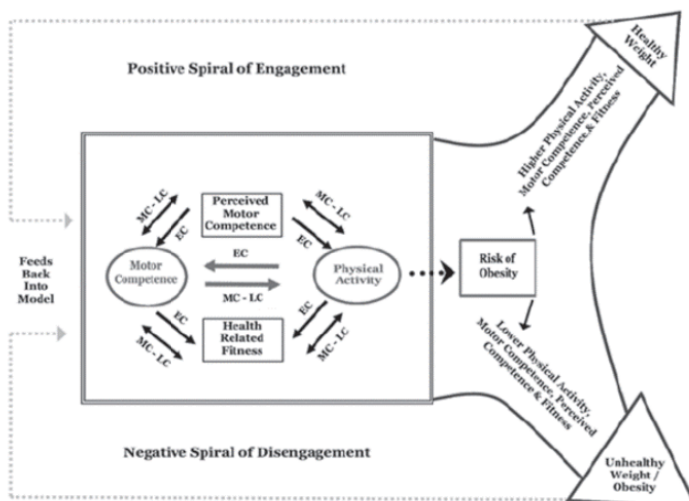 Healthy
Weight
Positive Spiral of Engagement
Higher Physical Activity,
Motor Competence, Perceived
Competence & Fitness
MC - LC
EC
Perceived
Motor
Competence
MC - LC
EC
Feeds
Back
Into
Model
Motor
Competence
EC
MC - LC
Physical
Activity
Risk of
Obesity
EC
MC - LC
Health
Related
Fitness
EC
MC - LC
Lower Physical Activity,
Motor Competence, Perceived
Competence & Fitness
Negative Spiral of Disengagement
Unhealthy
Weight /
Obesity